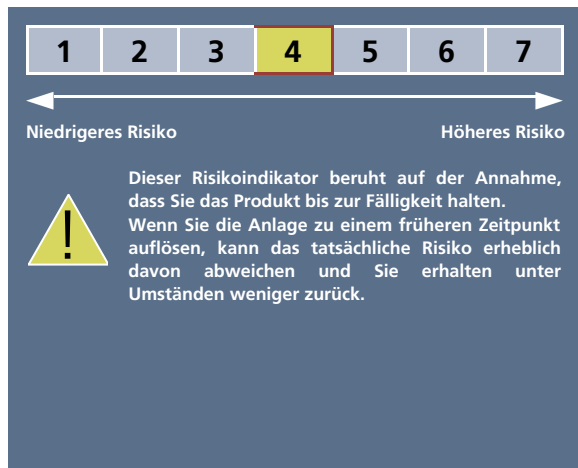 1 2 3 4 5 6 7
Niedrigeres Risiko Höheres Risiko
Dieser Risikoindikator beruht auf der Annahme,
dass Sie das Produkt bis zur Fälligkeit halten.
Wenn Sie die Anlage zu einem früheren Zeitpunkt
auflösen, kann das tatsächliche Risiko erheblich
davon abweichen und Sie erhalten unter
Umständen weniger zurück.
!